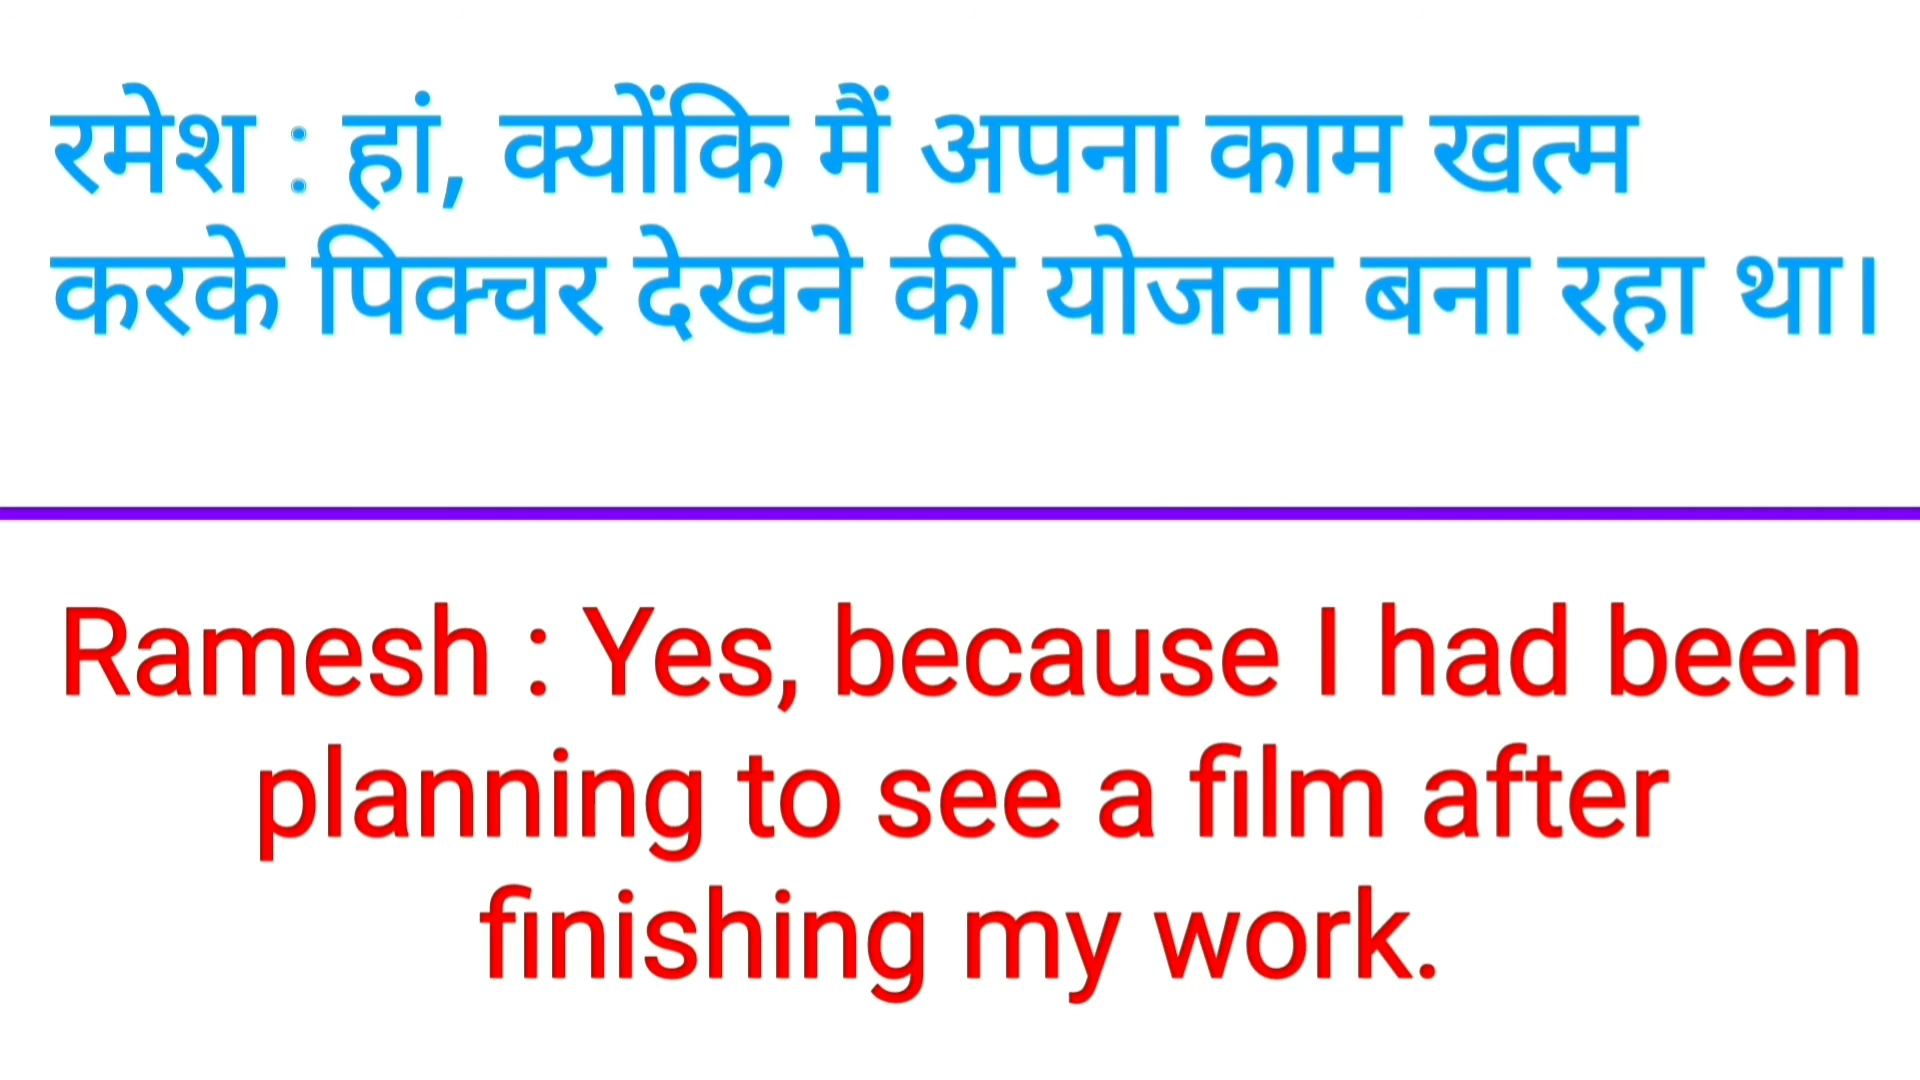 रमेश : हां, क्योंकि मैं अपना काम खत्म
करके पिक्चर देखने की योजना बना रहा था।
Ramesh : Yes, because I had been
planning to see a film after
finishing my work.